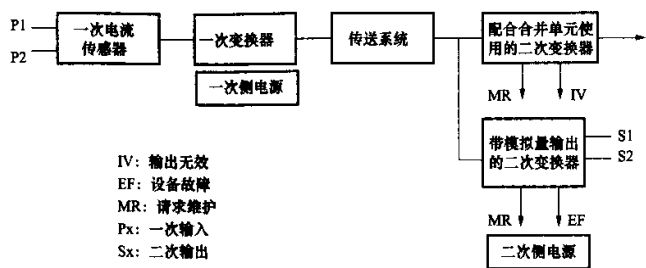 P1
P2
一次电流
传感器
一次变换器
一次侧电源
传送系统
配合合并单元使
用的二次变换器
MR
IV
带模拟量输出
的二次变换器
S1
S2
MR
EF
二次侧电源
IV：输出无效
EF：设备故障
MR：请求维护
Px：一次输入
Sx：二次输出